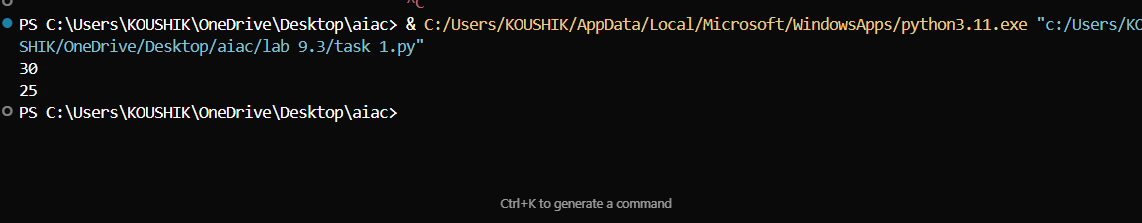 ^C
PS C:\Users\KOUSHIK\OneDrive\Desktop\aiac> & C:/Users/KOUSHIK/AppData/Local/Microsoft/WindowsApps/python3.11.exe "c:/Users/KO
SHIK/OneDrive/Desktop/aiac/lab 9.3/task 1.py"
30
25
PS C:\Users\KOUSHIK\OneDrive\Desktop\aiac>
Ctrl+K to generate a command